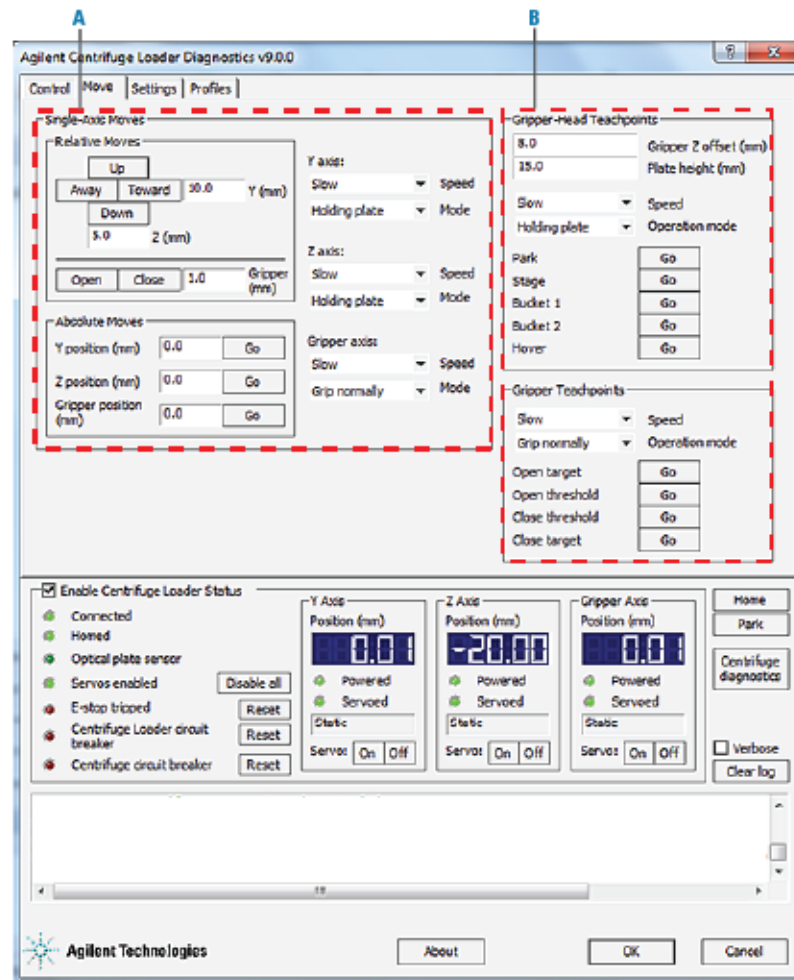 A
B
Agilent Centrifuge Loader Diagnostics v9.0.0
Control Move Settings Profiles
Single-Axis Moves
Relative Moves
Up
Away Toward 10.0 Y (mm)
Down
5.0 Z (mm)
Open Close 1.0 Gripper (mm)
Absolute Moves
Y position (mm) 0.0 Go
Z position (mm) 0.0 Go
Gripper position (mm) 0.0 Go
Y axis:
Slow Speed
Holding plate Mode
Z axis:
Slow Speed
Holding plate Mode
Gripper axis:
Slow Speed
Grip normally Mode
Gripper-Head Teachpoints
8.0 Gripper Z offset (mm)
15.0 Plate height (mm)
Slow Speed
Holding plate Operation mode
Park Go
Stage Go
Bucket 1 Go
Bucket 2 Go
Hover Go
Gripper Teachpoints
Slow Speed
Grip normally Operation mode
Open target Go
Open threshold Go
Close threshold Go
Close target Go
Enable Centrifuge Loader Status
Connected
Homed
Optical plate sensor
Servos enabled Disable all
E-stop tripped Reset
Centrifuge Loader circuit breaker Reset
Centrifuge circuit breaker Reset
Y Axis
Position (mm)
0.01
Powered
Servoed
Static
Servo: On Off
Z Axis
Position (mm)
-20.00
Powered
Servoed
Static
Servo: On Off
Gripper Axis
Position (mm)
0.01
Powered
Servoed
Static
Servo: On Off
Home
Park
Centrifuge diagnostics
Verbose
Clear log
Agilent Technologies
About
OK
Cancel